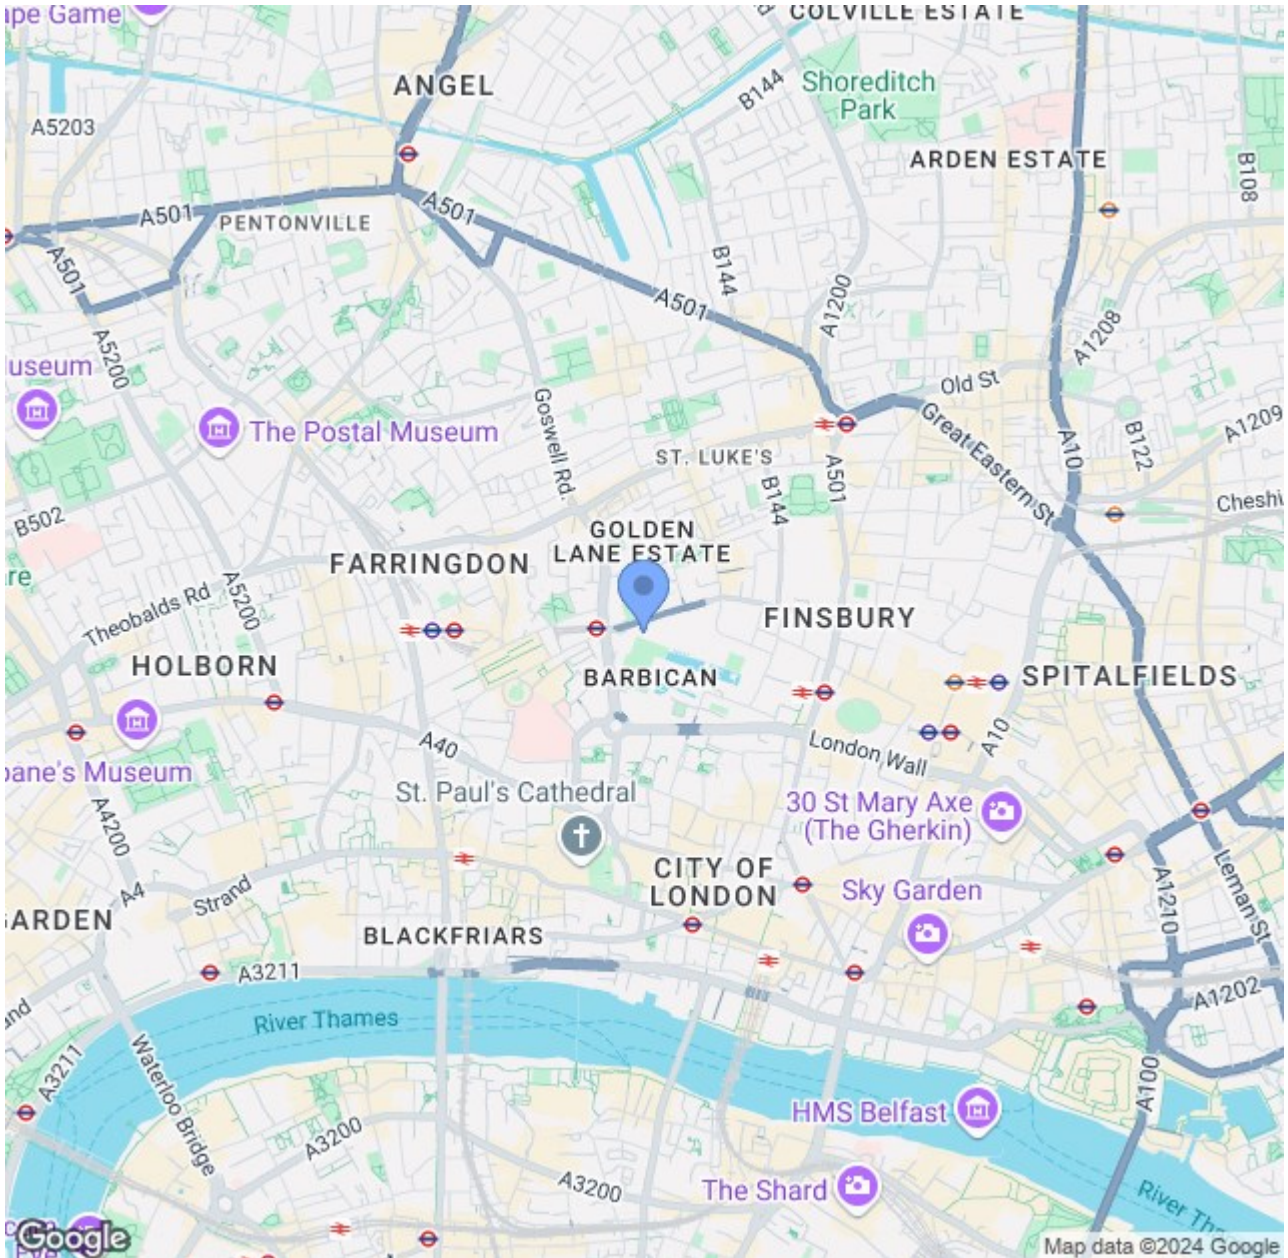 ape Game
COLVILLE ESTATE
ANGEL
Shoreditch
Park
B144
A5203
ARDEN ESTATE
B108
A501
A501
PENTONVILLE
A501
B144
A501
A1200
A1208
A5200
useum
Old St
Goswell Rd.
Great Eastern St
A10
A1209
B122
The Postal Museum
ST. LUKE'S
A501
B144
Cheshi
B502
GOLDEN
LANE ESTATE
FARRINGDON
re
A5200
Theobalds Rd
FINSBURY
HOLBORN
BARBICAN
SPITALFIELDS
A40
A10
London Wall
oane's Museum
St. Paul's Cathedral
30 St Mary Axe
(The Gherkin)
A4200
CITY OF
LONDON
Leman St
A4
Strand
Sky Garden
A1210
GARDEN
BLACKFRIARS
A3211
A1202
and
River Thames
A3211
Waterloo Bridge
A100
HMS Belfast
A3200
A3200
The Shard
River Tha
Eye
Google
Map data ©2024 Google